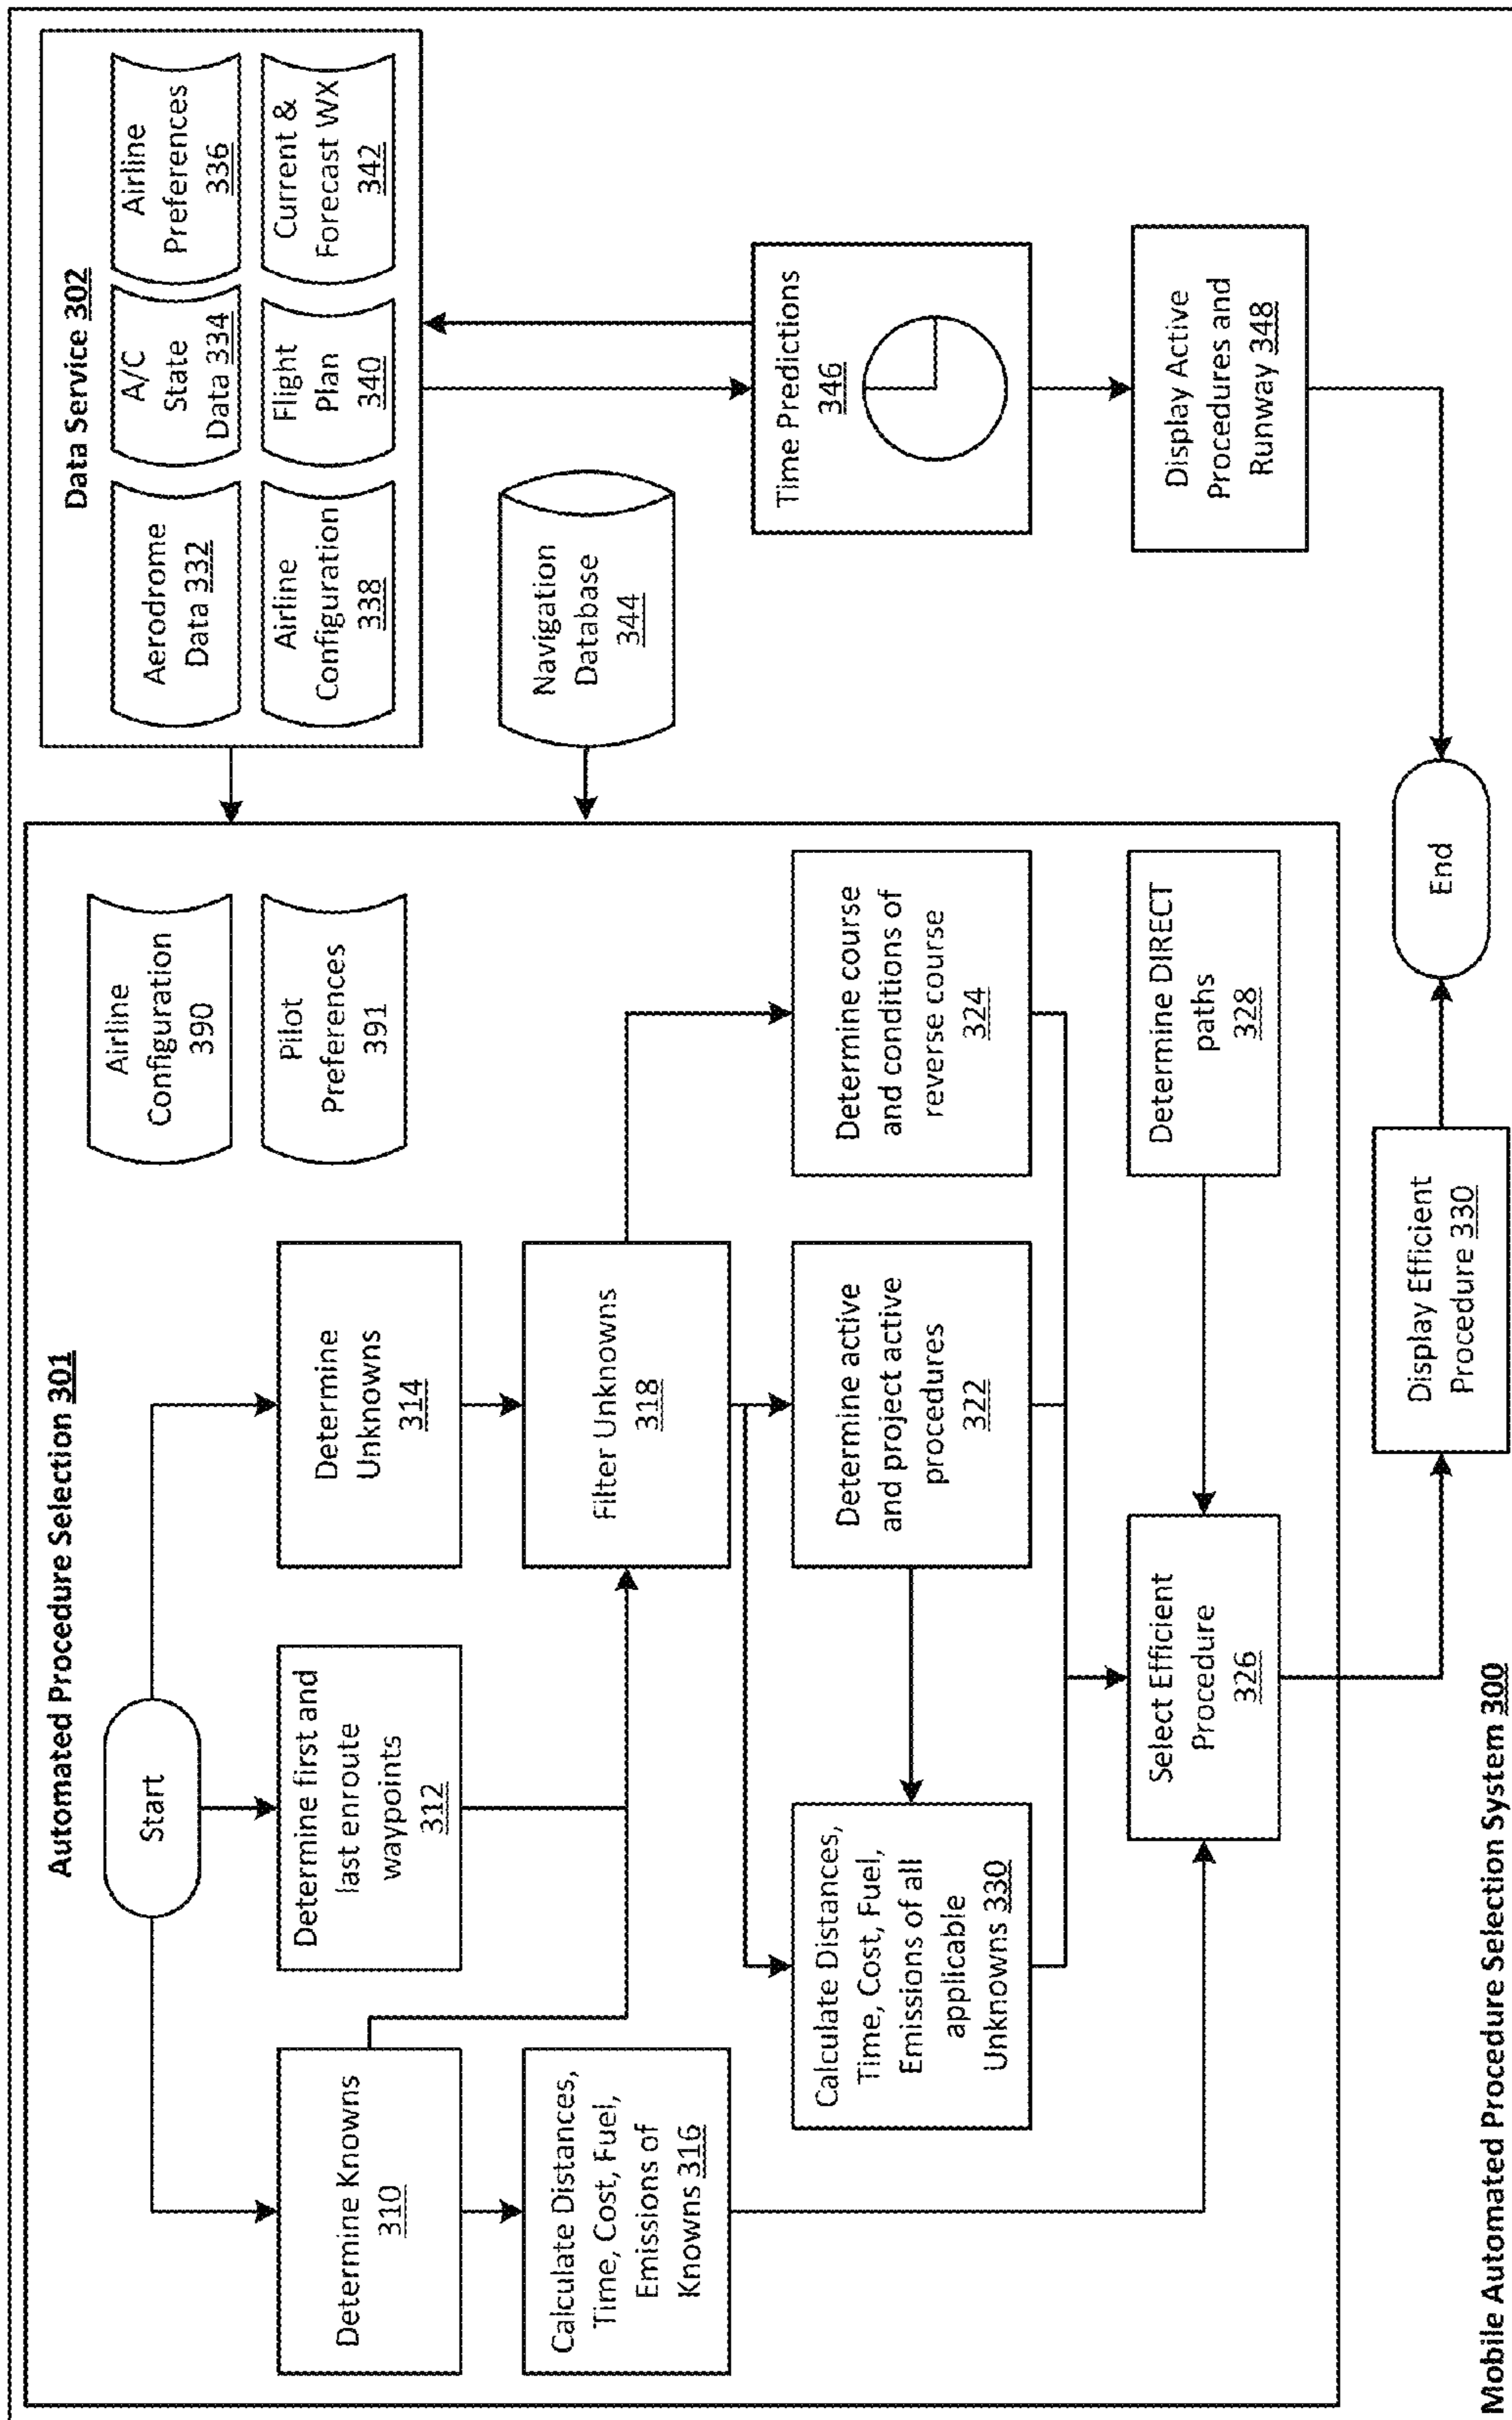 Automated Procedure Selection 301
Start
Determine Knowns
310
Determine first and
last enroute
waypoints
312
Determine
Unknowns
314
Airline
Configuration
390
Pilot
Preferences
391
Calculate Distances,
Time, Cost, Fuel,
Emissions of
Knowns 316
Filter Unknowns
318
Calculate Distances,
Time, Cost, Fuel,
Emissions of all
applicable
Unknowns 330
Determine active
and project active
procedures
322
Determine course
and conditions of
reverse course
324
Select Efficient
Procedure
326
Determine DIRECT
paths
328
Display Efficient
Procedure 330
End
Data Service 302
Aerodrome
Data 332
A/C
State
Data 334
Airline
Preferences
336
Airline
Configuration
338
Flight
Plan
340
Current &
Forecast WX
342
Navigation
Database
344
Time Predictions
346
Display Active
Procedures and
Runway 348
Mobile Automated Procedure Selection System 300